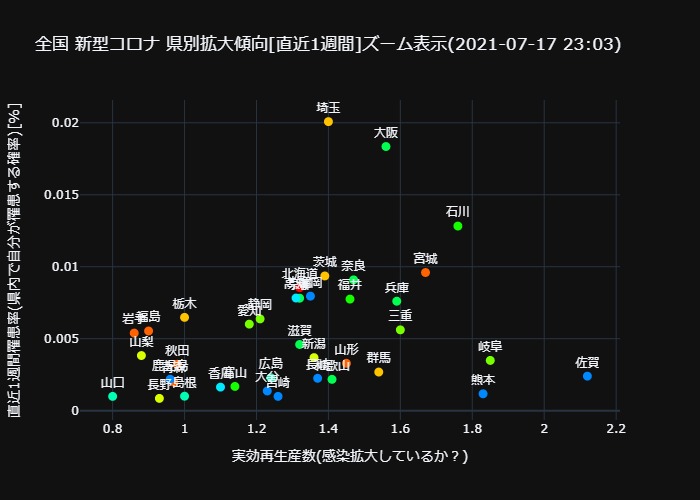 全国 新型コロナ 県別拡大傾向[直近1週間]ズーム表示(2021-07-17 23:03)
直近1週間罹患率(県内で自分が罹患する確率)[%]
埼玉
0.02
大阪
0.015
石川
宮城
0.01
茨城
奈良
北海道
福井
兵庫
栃木
静岡
愛知
福島
岩手
三重
0.005
滋賀
新潟
山梨
秋田
山形
岐阜
群馬
佐賀
広島
大分
宮崎
熊本
香川
富山
長野
島根
山口
0
0.8
1
1.2
1.4
1.6
1.8
2
2.2
実効再生産数(感染拡大しているか？)